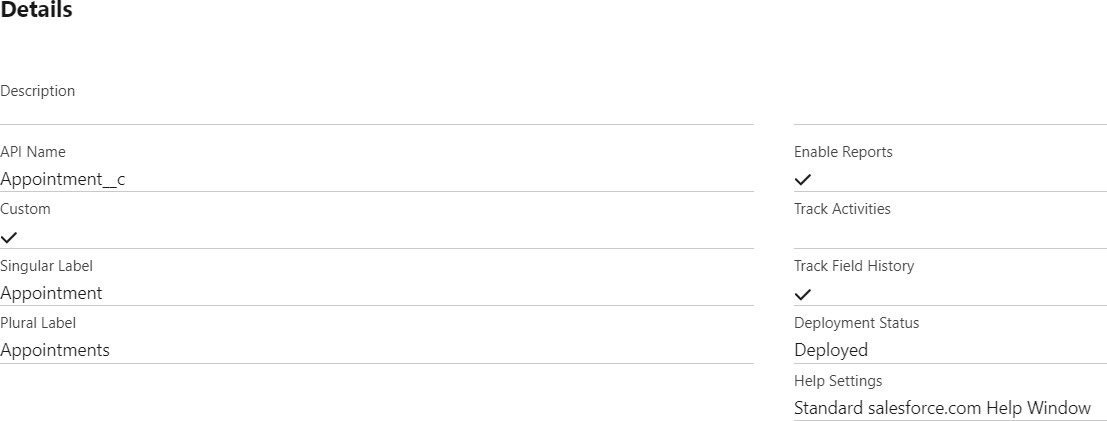 Details
Description
API Name
Appointment__c
Custom
Singular Label
Appointment
Plural Label
Appointments
Enable Reports
Track Activities
Track Field History
Deployment Status
Deployed
Help Settings
Standard salesforce.com Help Window